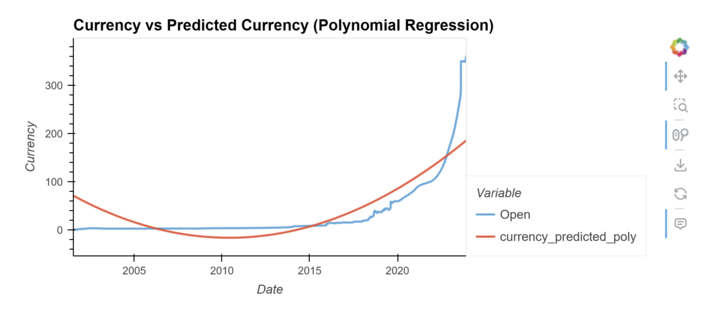 Currency vs Predicted Currency (Polynomial Regression)
Currency
300
200
100
0
2005
2010
2015
2020
Date
Variable
Open
currency_predicted_poly